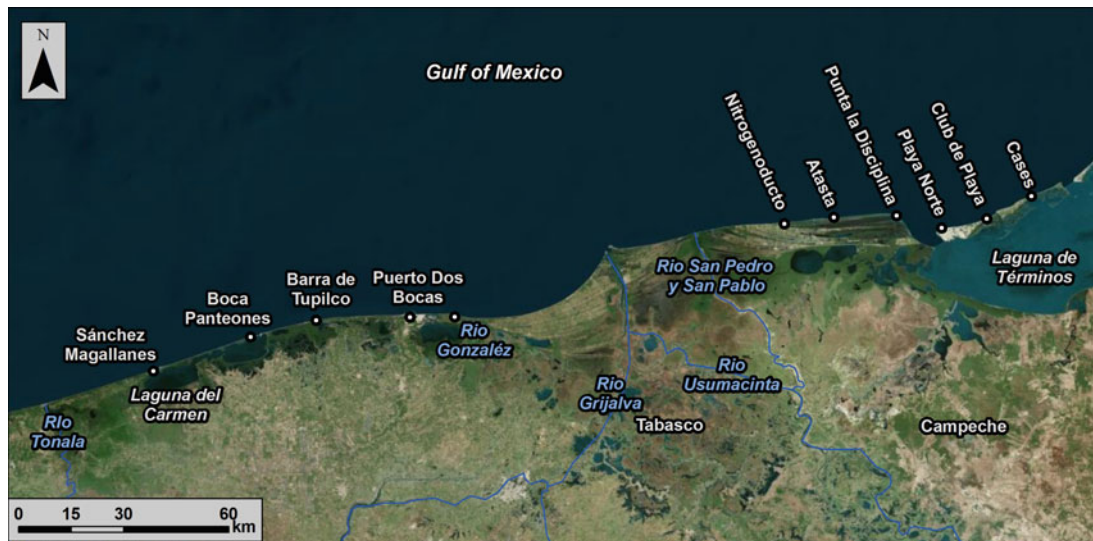 N
Gulf of Mexico
Nitrogenoducto
Atasta
Punta la Disciplina
Playa Norte
Club de Playa
Cases
Laguna de
Términos
Rio San Pedro
y San Pablo
Puerto Dos
Bocas
Barra de
Tupilco
Boca
Panteones
Sánchez
Magallanes
Rio
Gonzaléz
Laguna del
Carmen
RIo
Tonala
Rio
Grijalva
Rio
Usumacinta
Tabasco
Campeche
0 15 30 60
km